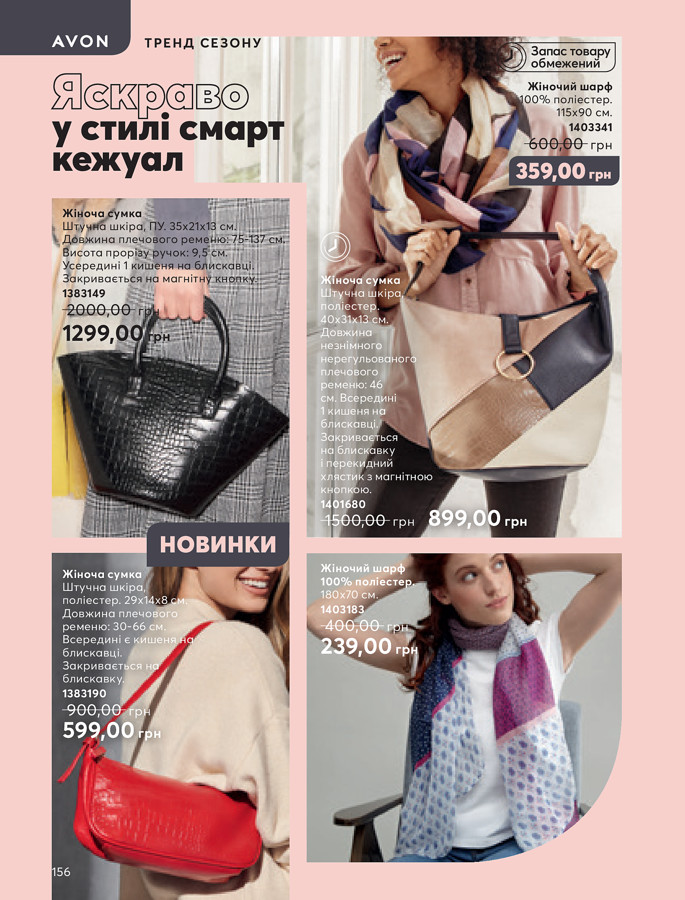 AVON
ТРЕНД СЕЗОНУ
Яскраво
у стилі смарт
кежуал
Запас товару
обмежений
Жіночий шарф
100% поліестер.
115х90 см.
1403341
600,00 грн
359,00 грн
Жіноча сумка
Штучна шкіра, ПУ. 35х21х13 см.
Довжина плечового ременю: 75-137 см.
Висота прорізу ручок: 9,5 см.
Усередині 1 кишеня на блискавці.
Закривається на магнітну кнопку.
1383149
2000,00 грн
1299,00 грн
Жіноча сумка
Штучна шкіра,
поліестер.
40х31х13 см.
Довжина
незнімного
нерегульованого
плечового
ременю: 46
см. Всередині
1 кишеня на
блискавці.
Закривається
на блискавку
і перекидний
хлястик з магнітною
кнопкою.
1401680
1500,00 грн 899,00 грн
НОВИНКИ
Жіноча сумка
Штучна шкіра,
поліестер. 29х14х8 см.
Довжина плечового
ременю: 30-66 см.
Всередині є кишеня на
блискавці.
Закривається на
блискавку.
1383190
900,00 грн
599,00 грн
Жіночий шарф
100% поліестер.
180х70 см.
1403183
400,00 грн
239,00 грн
156